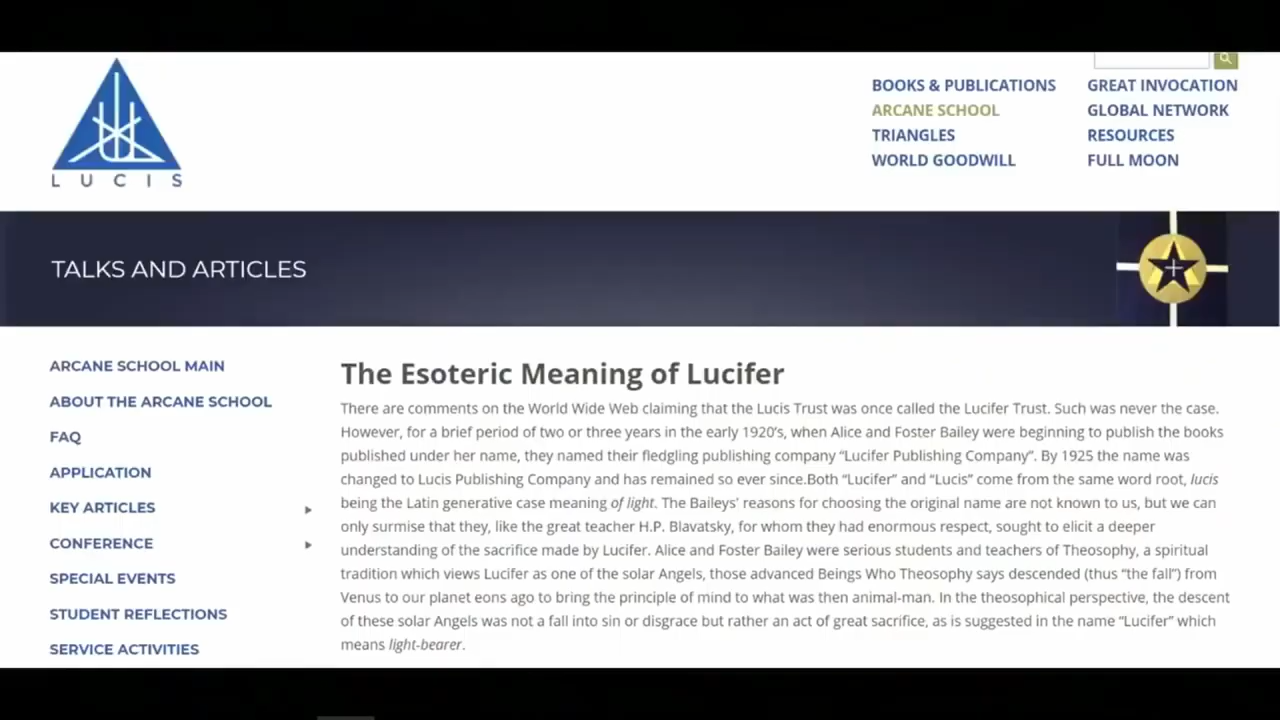 BOOKS & PUBLICATIONS
GREAT INVOCATION
ARCANE SCHOOL
GLOBAL NETWORK
TRIANGLES
RESOURCES
WORLD GOODWILL
FULL MOON
LUCIS
TALKS AND ARTICLES
ARCANE SCHOOL MAIN
ABOUT THE ARCANE SCHOOL
FAQ
APPLICATION
KEY ARTICLES
CONFERENCE
SPECIAL EVENTS
STUDENT REFLECTIONS
SERVICE ACTIVITIES
The Esoteric Meaning of Lucifer
There are comments on the World Wide Web claiming that the Lucis Trust was once called the Lucifer Trust. Such was never the case.
However, for a brief period of two or three years in the early 1920's, when Alice and Foster Bailey were beginning to publish the books
published under her name, they named their fledgling publishing company "Lucifer Publishing Company". By 1925 the name was
changed to Lucis Publishing Company and has remained so ever since.Both "Lucifer" and "Lucis" come from the same word root, lucis
being the Latin generative case meaning of light. The Baileys' reasons for choosing the original name are not known to us, but we can
only surmise that they, like the great teacher H.P. Blavatsky, for whom they had enormous respect, sought to elicit a deeper
understanding of the sacrifice made by Lucifer. Alice and Foster Bailey were serious students and teachers of Theosophy, a spiritual
tradition which views Lucifer as one of the solar Angels, those advanced Beings Who Theosophy says descended (thus "the fall") from
Venus to our planet eons ago to bring the principle of mind to what was then animal-man. In the theosophical perspective, the descent
of these solar Angels was not a fall into sin or disgrace but rather an act of great sacrifice, as is suggested in the name "Lucifer" which
means light-bearer.